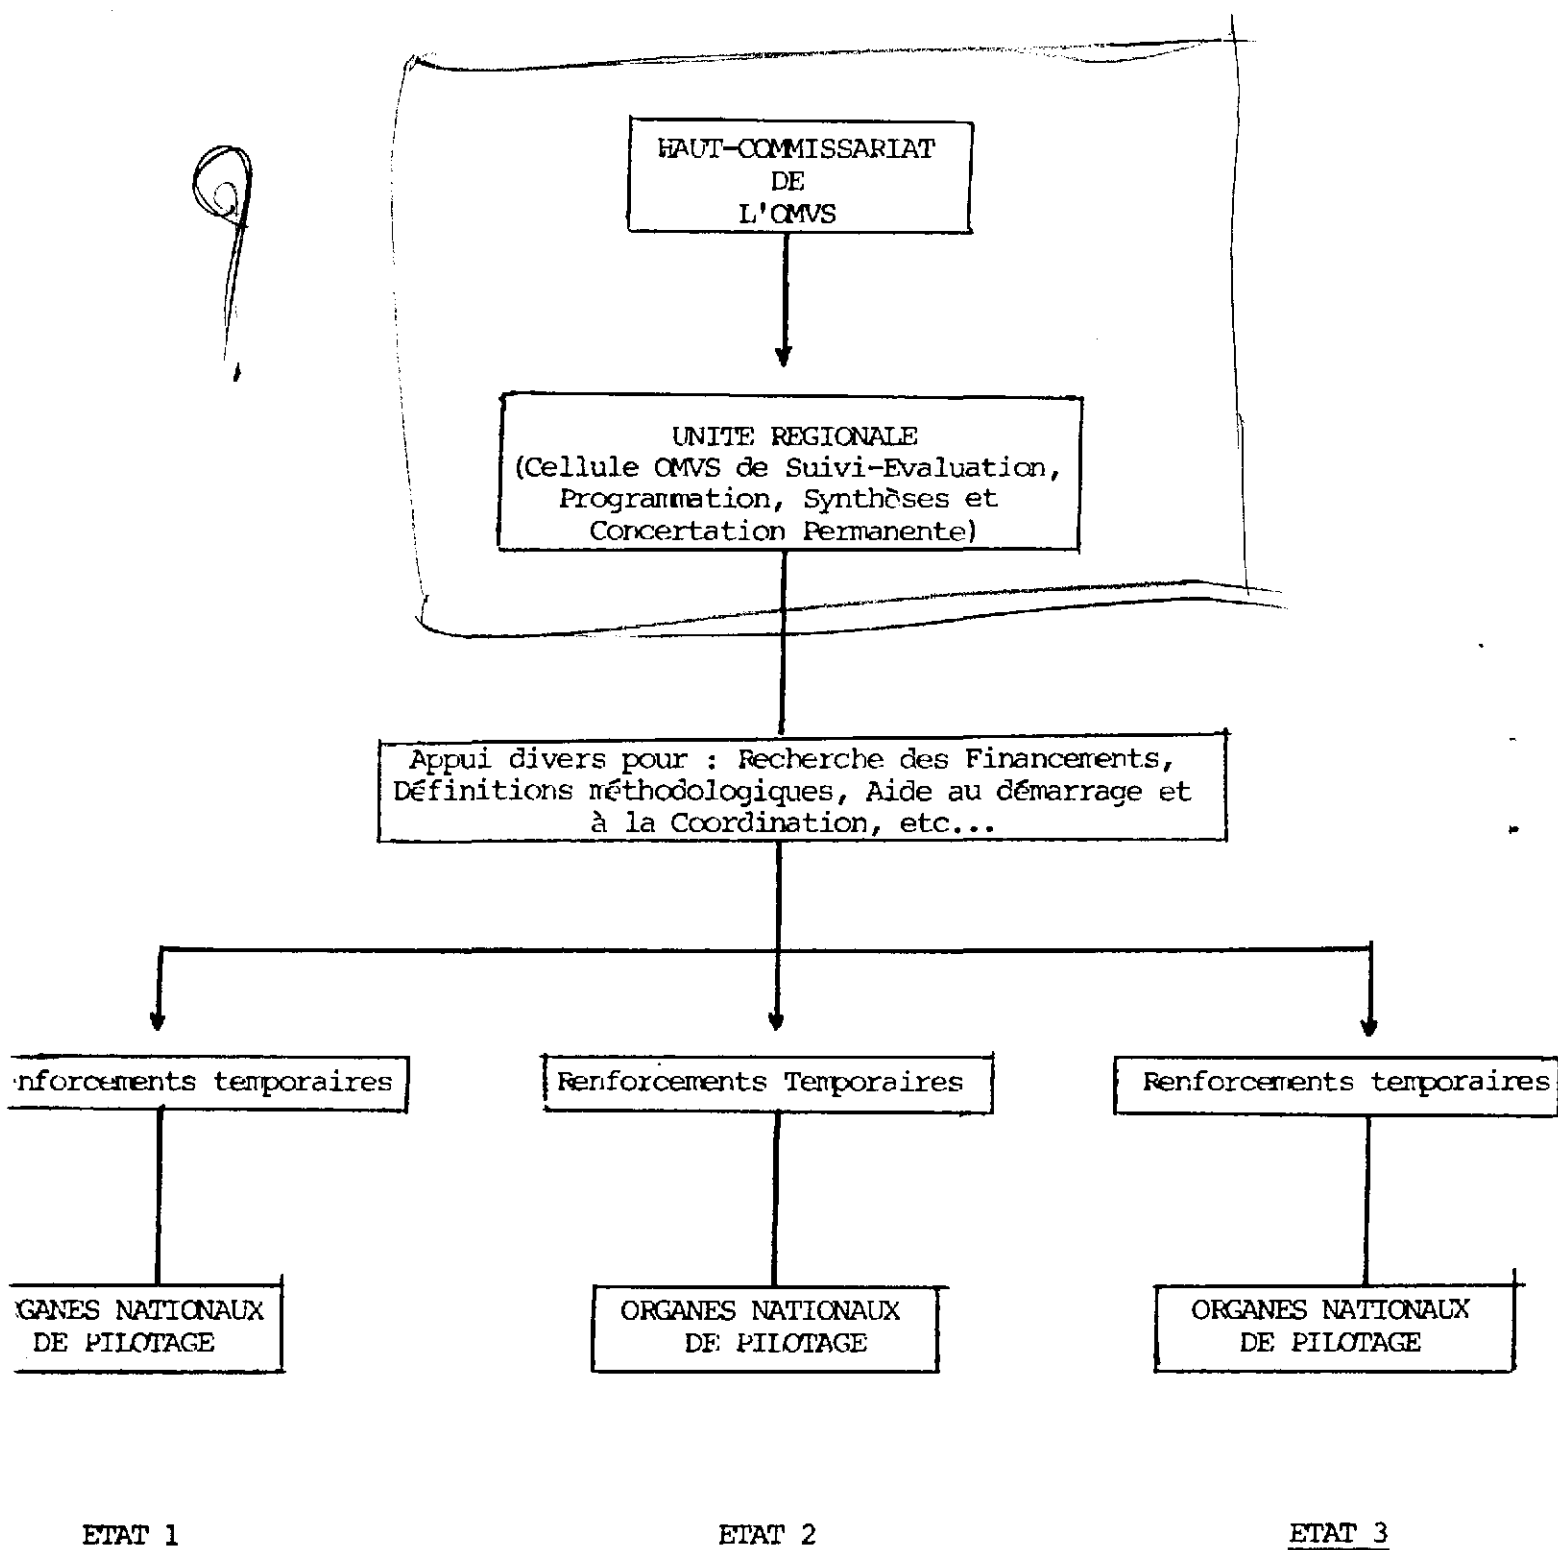 HAUT-COMMISSARIAT
DE
L'OMVS
UNITE REGIONALE
(Cellule OMVS de Suivi-Evaluation,
Programmation, Synthèses et
Concertation Permanente)
Appui divers pour : Recherche des Financements,
Définitions méthodologiques, Aide au démarrage et
à la Coordination, etc...
nforcements temporaires
Renforcements Temporaires
Renforcements temporaires
GANES NATIONAUX
DE PILOTAGE
ORGANES NATIONAUX
DE PILOTAGE
ORGANES NATIONAUX
DE PILOTAGE
ETAT 1
ETAT 2
ETAT 3